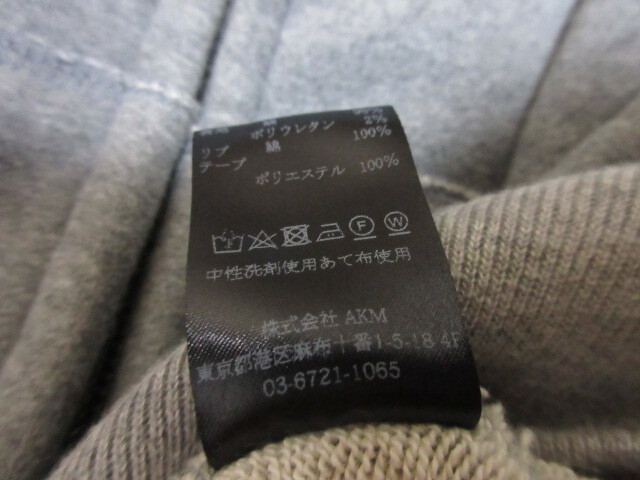 ポリウレタン 2%
リブ 綿 100%
テープ
ポリエステル 100%
F W
中性洗剤使用あて布使用
株式会社 AKM
東京都港区麻布十番1-5-18 4F
03-6721-1065